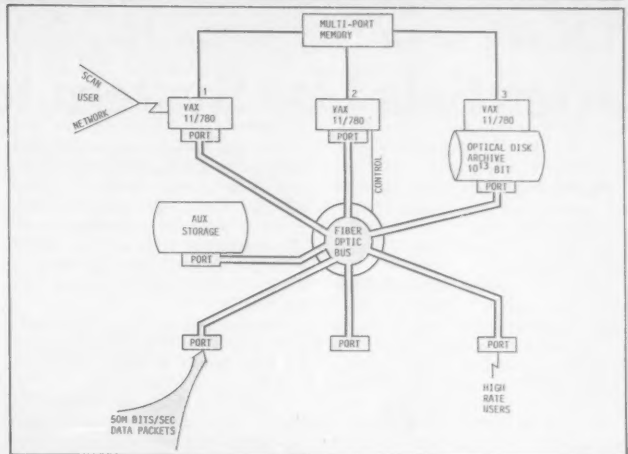 MULTI-PORT
MEMORY
SCAN
USER
NETWORK
1
VAX
11/780
PORT
2
VAX
11/780
PORT
3
VAX
11/780
OPTICAL DISK
ARCHIVE
10¹³ BIT
PORT
CONTROL
AUX
STORAGE
PORT
FIBER
OPTIC
BUS
PORT
PORT
PORT
50M BITS/SEC
DATA PACKETS
HIGH
RATE
USERS